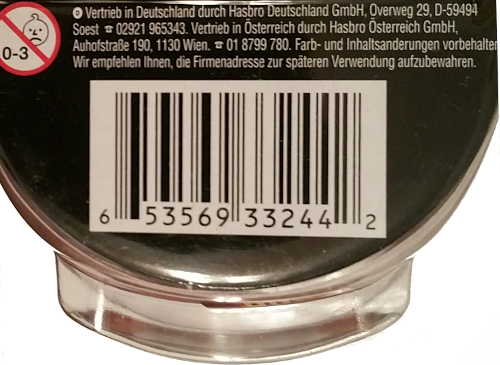 D Vertrieb in Deutschland durch Hasbro Deutschland GmbH, Overweg 29, D-59494
Soest ☎ 02921 965343. Vertrieb in Österreich durch Hasbro Österreich GmbH,
Auhofstraße 190, 1130 Wien. ☎ 01 8799 780. Farb- und Inhaltsanderungen vorbehalten
Wir empfehlen Ihnen, die Firmenadresse zur späteren Verwendung aufzubewahren.
0-3
6 53569 33244 2